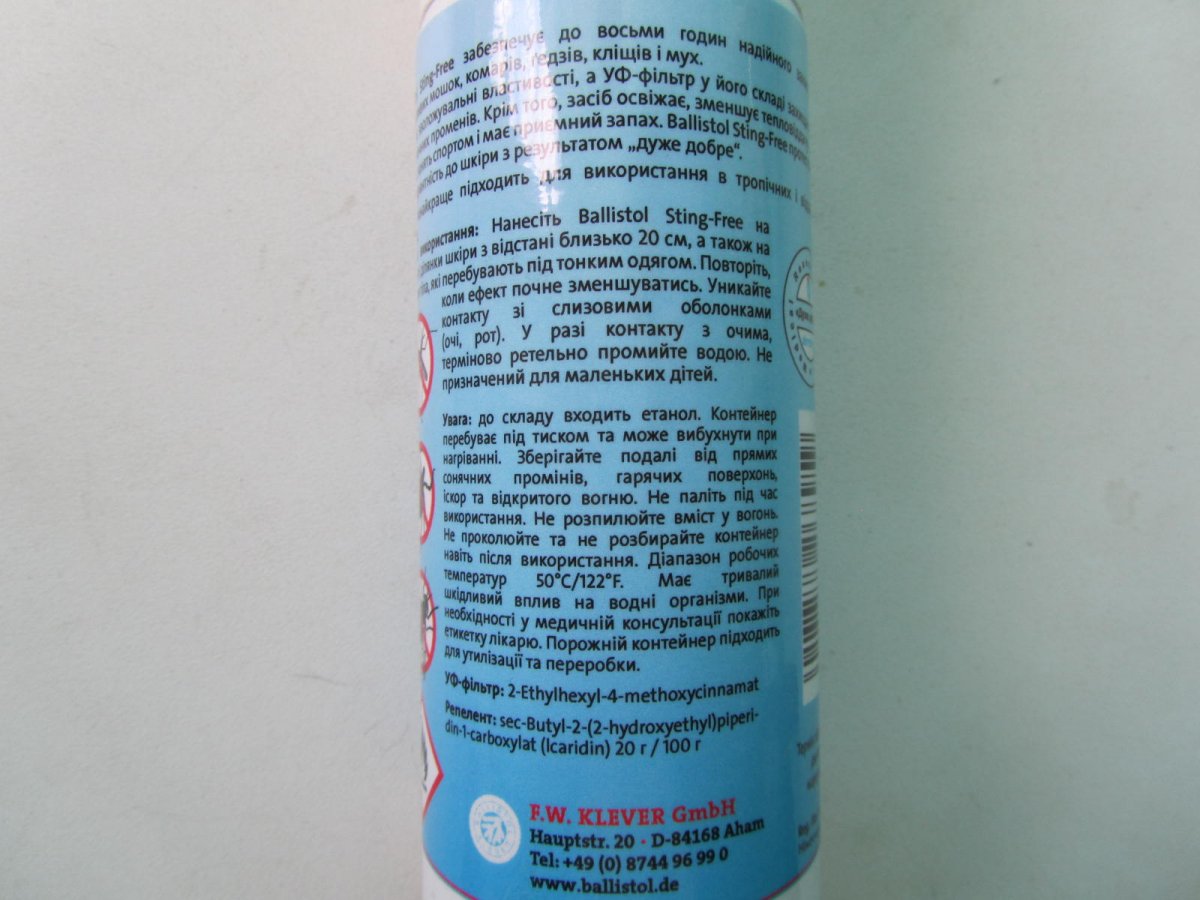 Sting-Free забезпечує до восьми годин надійного
мошок, комарів, ґедзів, кліщів і мух.
властивості, а УФ-фільтр у його складі
променів. Крім того, засіб освіжає, зменшує
спортом і має приємний запах. Ballistol Sting-Free
до шкіри з результатом „дуже добре“.
підходить для використання в тропічних і
використання: Нанесіть Ballistol Sting-Free на
шкіри з відстані близько 20 см, а також на
які перебувають під тонким одягом. Повторіть,
коли ефект почне зменшуватись. Уникайте
контакту зі слизовими оболонками
(очі, рот). У разі контакту з очима,
терміново ретельно промийте водою. Не
призначений для маленьких дітей.
Увага: до складу входить етанол. Контейнер
перебуває під тиском та може вибухнути при
нагріванні. Зберігайте подалі від прямих
сонячних промінів, гарячих поверхонь,
іскор та відкритого вогню. Не паліть під час
використання. Не розпилюйте вміст у вогонь.
Не проколюйте та не розбирайте контейнер
навіть після використання. Діапазон робочих
температур 50°C/122°F. Має тривалий
шкідливий вплив на водні організми. При
необхідності у медичній консультації покажіть
етикетку лікарю. Порожній контейнер підходить
для утилізації та переробки.
УФ-фільтр: 2-Ethylhexyl-4-methoxycinnamat
Репелент: sec-Butyl-2-(2-hydroxyethyl)piperi-
din-1-carboxylat (Icaridin) 20 г / 100 г
F.W. KLEVER GmbH
Hauptstr. 20 · D-84168 Aham
Tel: +49 (0) 8744 96 99 0
www.ballistol.de